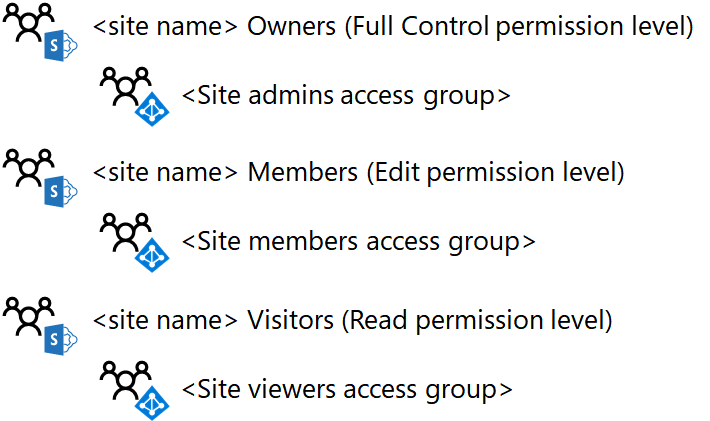 <site name> Owners (Full Control permission level)
S
<Site admins access group>
<site name> Members (Edit permission level)
S
<Site members access group>
<site name> Visitors (Read permission level)
S
<Site viewers access group>